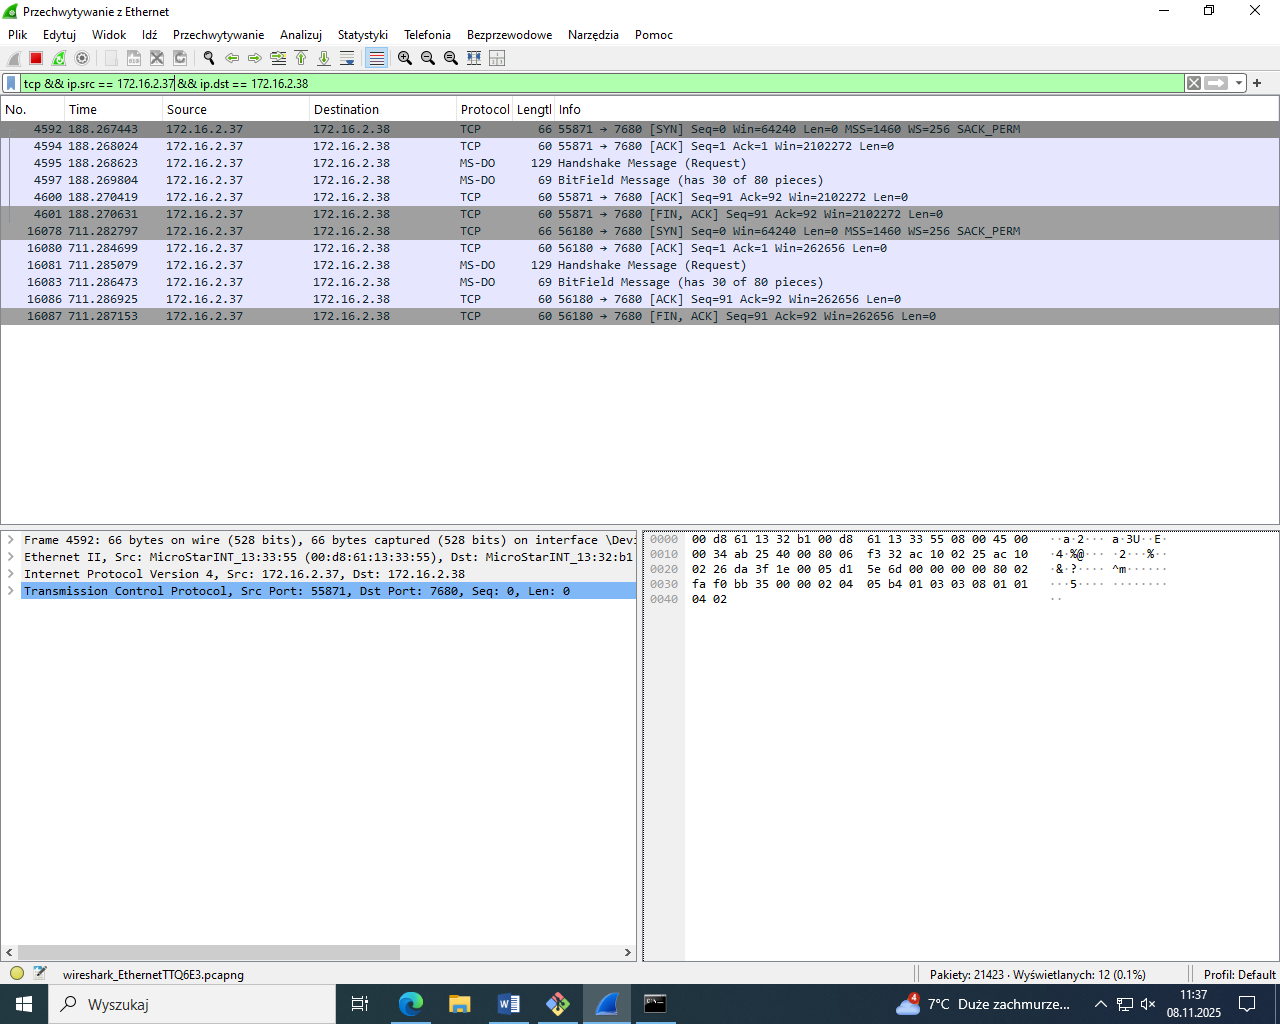 Przechwytywanie z Ethernet
Plik Edytuj Widok Idź Przechwytywanie Analizuj Statystyki Telefonia Bezprzewodowe Narzędzia Pomoc
tcp && ip.src == 172.16.2.37 && ip.dst == 172.16.2.38
No. Time Source Destination Protocol Lengtl Info
4592 188.267443 172.16.2.37 172.16.2.38 TCP 66 55871 → 7680 [SYN] Seq=0 Win=64240 Len=0 MSS=1460 WS=256 SACK_PERM
4594 188.268024 172.16.2.37 172.16.2.38 TCP 60 55871 → 7680 [ACK] Seq=1 Ack=1 Win=2102272 Len=0
4595 188.268623 172.16.2.37 172.16.2.38 MS-DO 129 Handshake Message (Request)
4597 188.269804 172.16.2.37 172.16.2.38 MS-DO 69 BitField Message (has 30 of 80 pieces)
4600 188.270419 172.16.2.37 172.16.2.38 TCP 60 55871 → 7680 [ACK] Seq=91 Ack=92 Win=2102272 Len=0
4601 188.270631 172.16.2.37 172.16.2.38 TCP 60 55871 → 7680 [FIN, ACK] Seq=91 Ack=92 Win=2102272 Len=0
16078 711.282797 172.16.2.37 172.16.2.38 TCP 66 56180 → 7680 [SYN] Seq=0 Win=64240 Len=0 MSS=1460 WS=256 SACK_PERM
16080 711.284699 172.16.2.37 172.16.2.38 TCP 60 56180 → 7680 [ACK] Seq=1 Ack=1 Win=262656 Len=0
16081 711.285079 172.16.2.37 172.16.2.38 MS-DO 129 Handshake Message (Request)
16083 711.286473 172.16.2.37 172.16.2.38 MS-DO 69 BitField Message (has 30 of 80 pieces)
16086 711.286925 172.16.2.37 172.16.2.38 TCP 60 56180 → 7680 [ACK] Seq=91 Ack=92 Win=262656 Len=0
16087 711.287153 172.16.2.37 172.16.2.38 TCP 60 56180 → 7680 [FIN, ACK] Seq=91 Ack=92 Win=262656 Len=0
Frame 4592: 66 bytes on wire (528 bits), 66 bytes captured (528 bits) on interface \Devi
Ethernet II, Src: MicroStarINT_13:33:55 (00:d8:61:13:33:55), Dst: MicroStarINT_13:32:b1
Internet Protocol Version 4, Src: 172.16.2.37, Dst: 172.16.2.38
Transmission Control Protocol, Src Port: 55871, Dst Port: 7680, Seq: 0, Len: 0
0000 00 d8 61 13 32 b1 00 d8 61 13 33 55 08 00 45 00 ··a·2··· a·3U··E·
0010 00 34 ab 25 40 00 80 06 f3 32 ac 10 02 25 ac 10 ·4·%@··· ·2···%··
0020 02 26 da 3f 1e 00 05 d1 5e 6d 00 00 00 00 80 02 ·&·?···· ^m······
0030 fa f0 bb 35 00 00 02 04 05 b4 01 03 03 08 01 01 ···5···· ········
0040 04 02 ··
wireshark_EthernetTTQ6E3.pcapng
Pakiety: 21423 · Wyświetlanych: 12 (0.1%)
Profil: Default
Wyszukaj
4
7°C Duże zachmurze...
11:37
08.11.2025